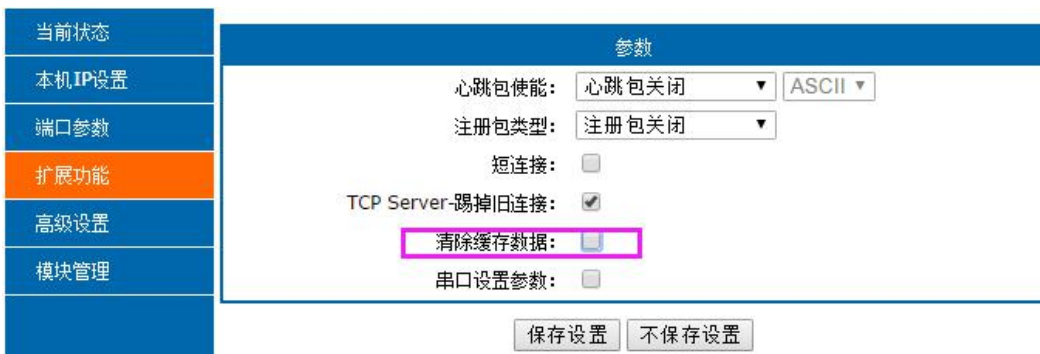 当前状态
本机IP设置
端口参数
扩展功能
高级设置
模块管理
参数
心跳包使能： 心跳包关闭 ASCII
注册包类型： 注册包关闭
短连接：
TCP Server-踢掉旧连接：
清除缓存数据：
串口设置参数：
保存设置 不保存设置